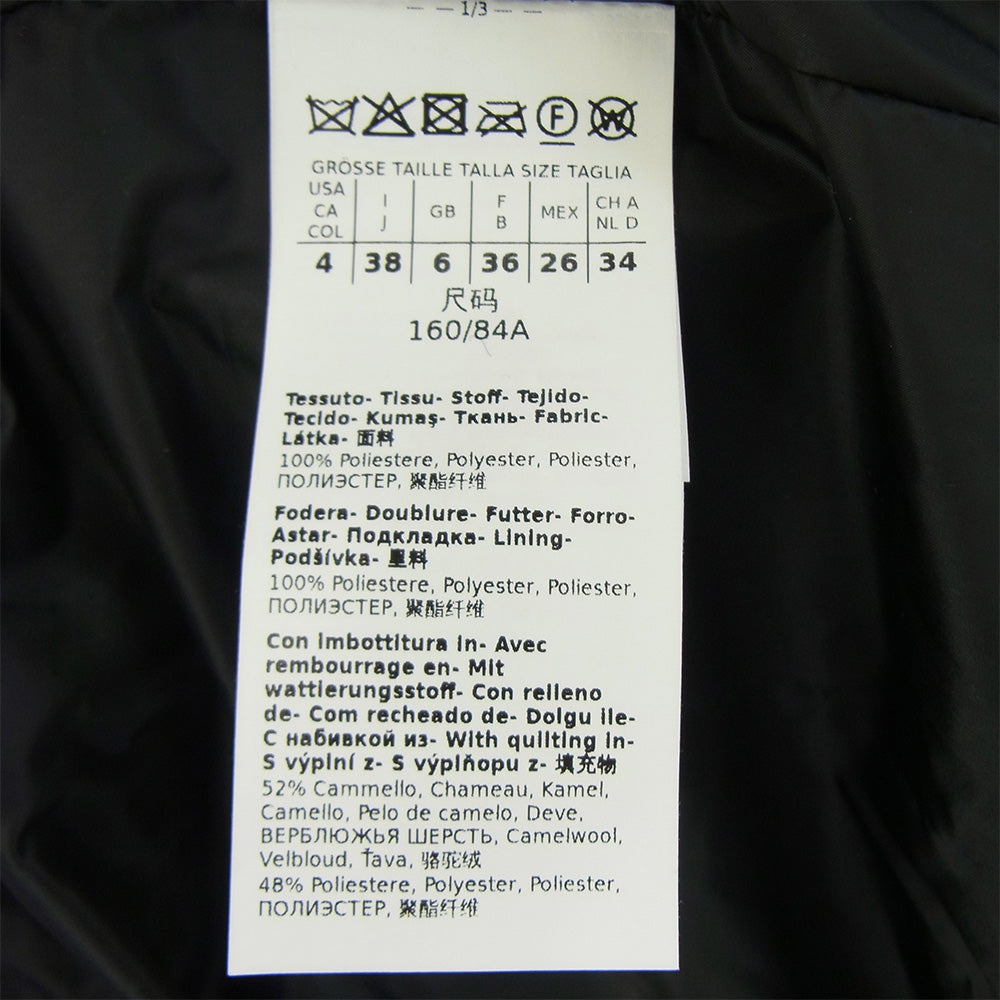 1/3
F W
GRÖSSE TAILLE TALLA SIZE TAGLIA
USA CA COL I J GB F B MEX CH A NL D
4 38 6 36 26 34
尺码
160/84A
Tessuto- Tissu- Stoff- Tejido-
Tecido- Kumaş- Ткань- Fabric-
Látka- 面料
100% Poliestere, Polyester, Poliester,
ПОЛИЭСТЕР, 聚酯纤维
Fodera- Doublure- Futter- Forro-
Astar- Подкладка- Lining-
Podšívka- 里料
100% Poliestere, Polyester, Poliester,
ПОЛИЭСТЕР, 聚酯纤维
Con imbottitura in- Avec
rembourrage en- Mit
wattierungsstoff- Con relleno
de- Com recheado de- Dolgu ile-
С набивкой из- With quilting in-
S výplní z- S výplňopu z- 填充物
52% Cammello, Chameau, Kamel,
Camello, Pelo de camelo, Deve,
ВЕРБЛЮЖЬЯ ШЕРСТЬ, Camelwool,
Velbloud, Ťava, 骆驼绒
48% Poliestere, Polyester, Poliester,
ПОЛИЭСТЕР, 聚酯纤维